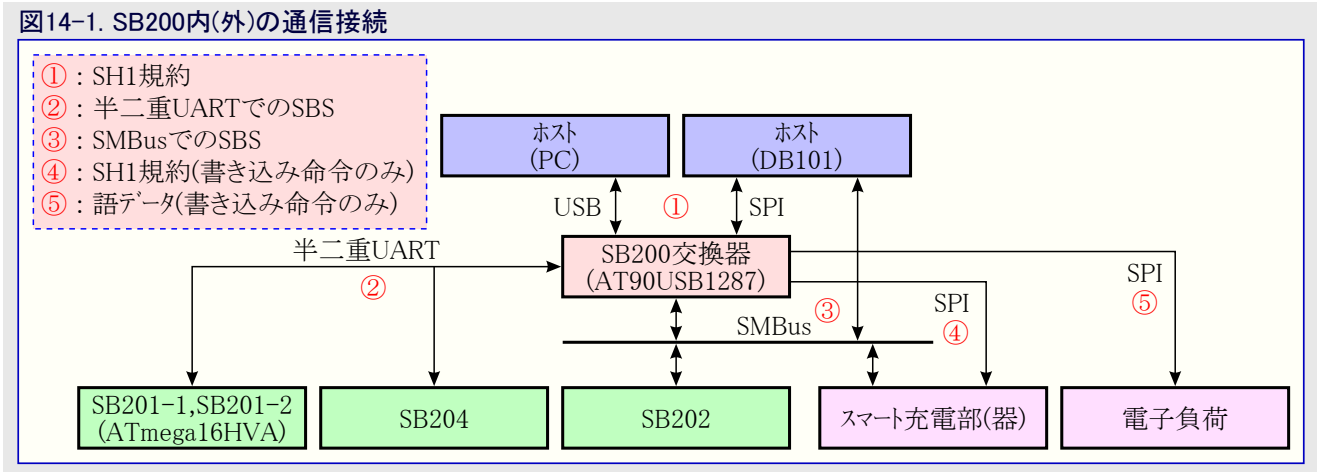 図14-1. SB200内(外)の通信接続
①：SH1規約
②：半二重UARTでのSBS
③：SMBusでのSBS
④：SH1規約(書き込み命令のみ)
⑤：語データ(書き込み命令のみ)
ホスト
(PC)
ホスト
(DB101)
USB
①
SPI
半二重UART
②
SB200交換器
(AT90USB1287)
SPI
⑤
③
SPI
④
SMBus
SB201-1,SB201-2
(ATmega16HVA)
SB204
SB202
スマート充電部(器)
電子負荷